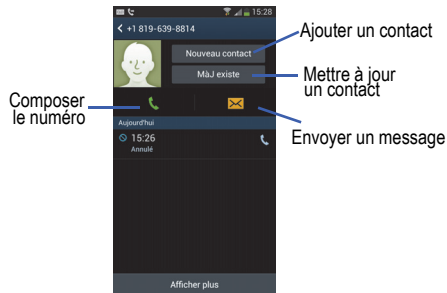 15:28
+1 819-639-8814
Nouveau contact
MàJ existe
Ajouter un contact
Mettre à jour
un contact
Composer
le numéro
Envoyer un message
Aujourd'hui
15:26
Annulé
Afficher plus